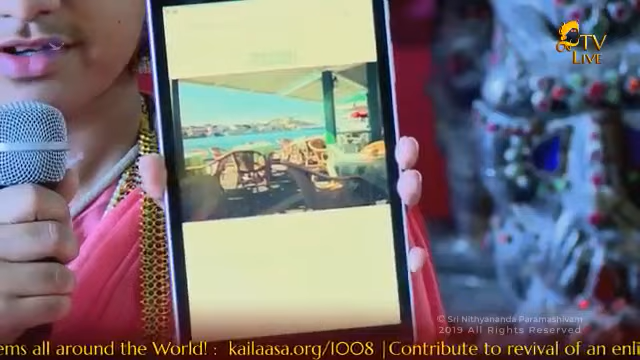 TV
LIVE
© Sri Nithyananda Paramashivam
2019 All Rights Reserved
ems all around the World! : kailaasa.org/1008 | Contribute to revival of an enli